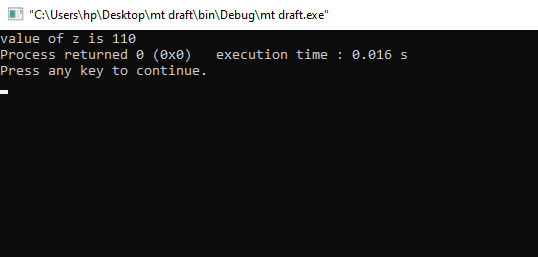 "C:\Users\hp\Desktop\mt draft\bin\Debug\mt draft.exe"
value of z is 110
Process returned 0 (0x0)   execution time : 0.016 s
Press any key to continue.